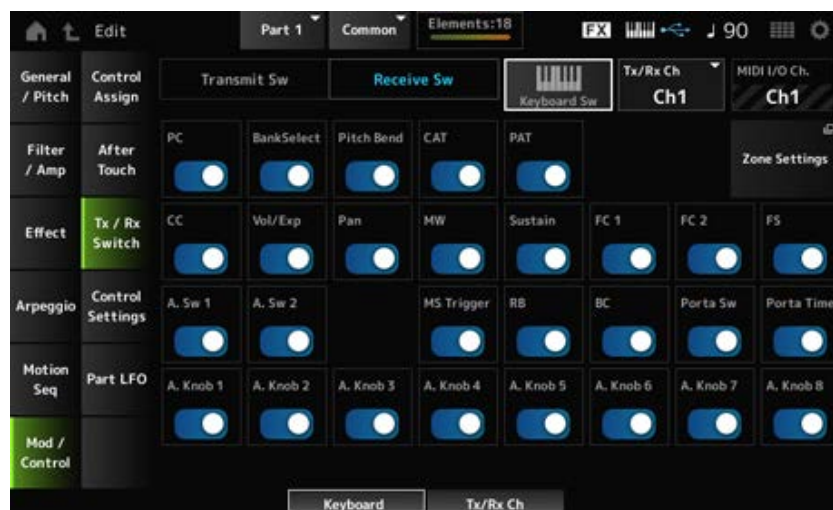 Edit
Part 1
Common
Elements:18
FX
♩ 90
General / Pitch
Control Assign
Transmit Sw
Receive Sw
Keyboard Sw
Tx/Rx Ch
Ch1
MIDI I/O Ch.
Ch1
Filter / Amp
After Touch
PC
BankSelect
Pitch Bend
CAT
PAT
Zone Settings
Effect
Tx / Rx Switch
CC
Vol/Exp
Pan
MW
Sustain
FC 1
FC 2
FS
Arpeggio
Control Settings
A. Sw 1
A. Sw 2
MS Trigger
RB
BC
Porta Sw
Porta Time
Motion Seq
Part LFO
A. Knob 1
A. Knob 2
A. Knob 3
A. Knob 4
A. Knob 5
A. Knob 6
A. Knob 7
A. Knob 8
Mod / Control
Keyboard
Tx/Rx Ch